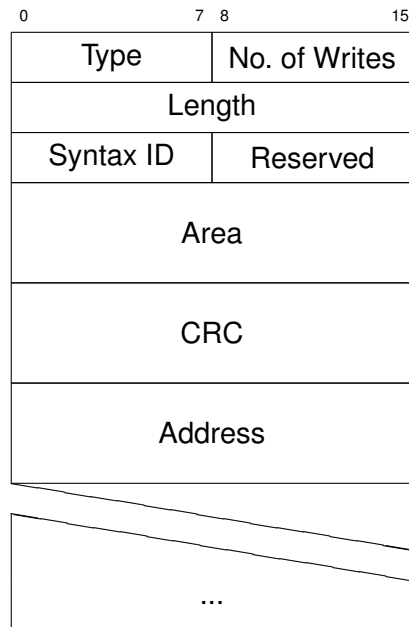 0 7 8 15
Type No. of Writes
Length
Syntax ID Reserved
Area
CRC
Address
...